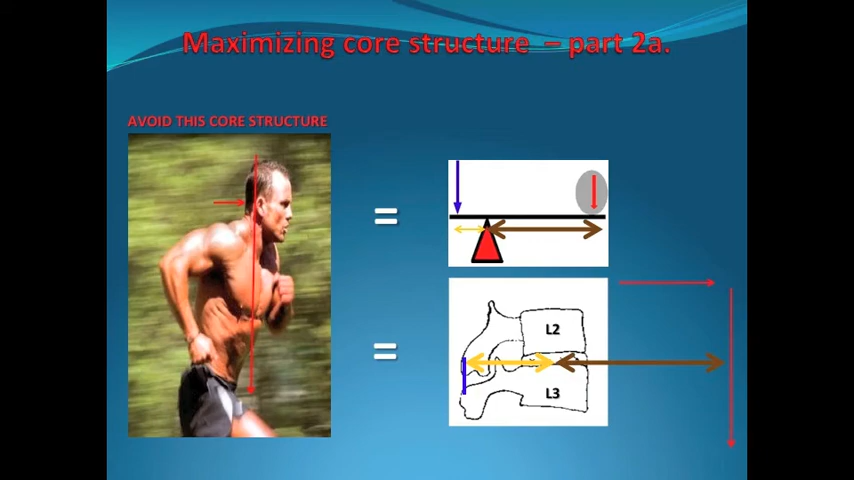 Maximizing core structure – part 2a.
AVOID THIS CORE STRUCTURE
=
=
L2
L3